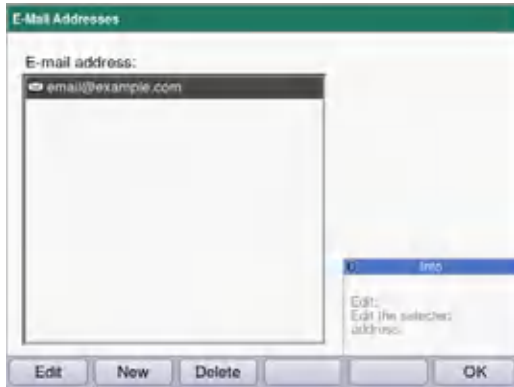 E-Mail Addresses
E-mail address:
email@example.com
Info
Edit:
Edit the selected
address.
Edit New Delete OK